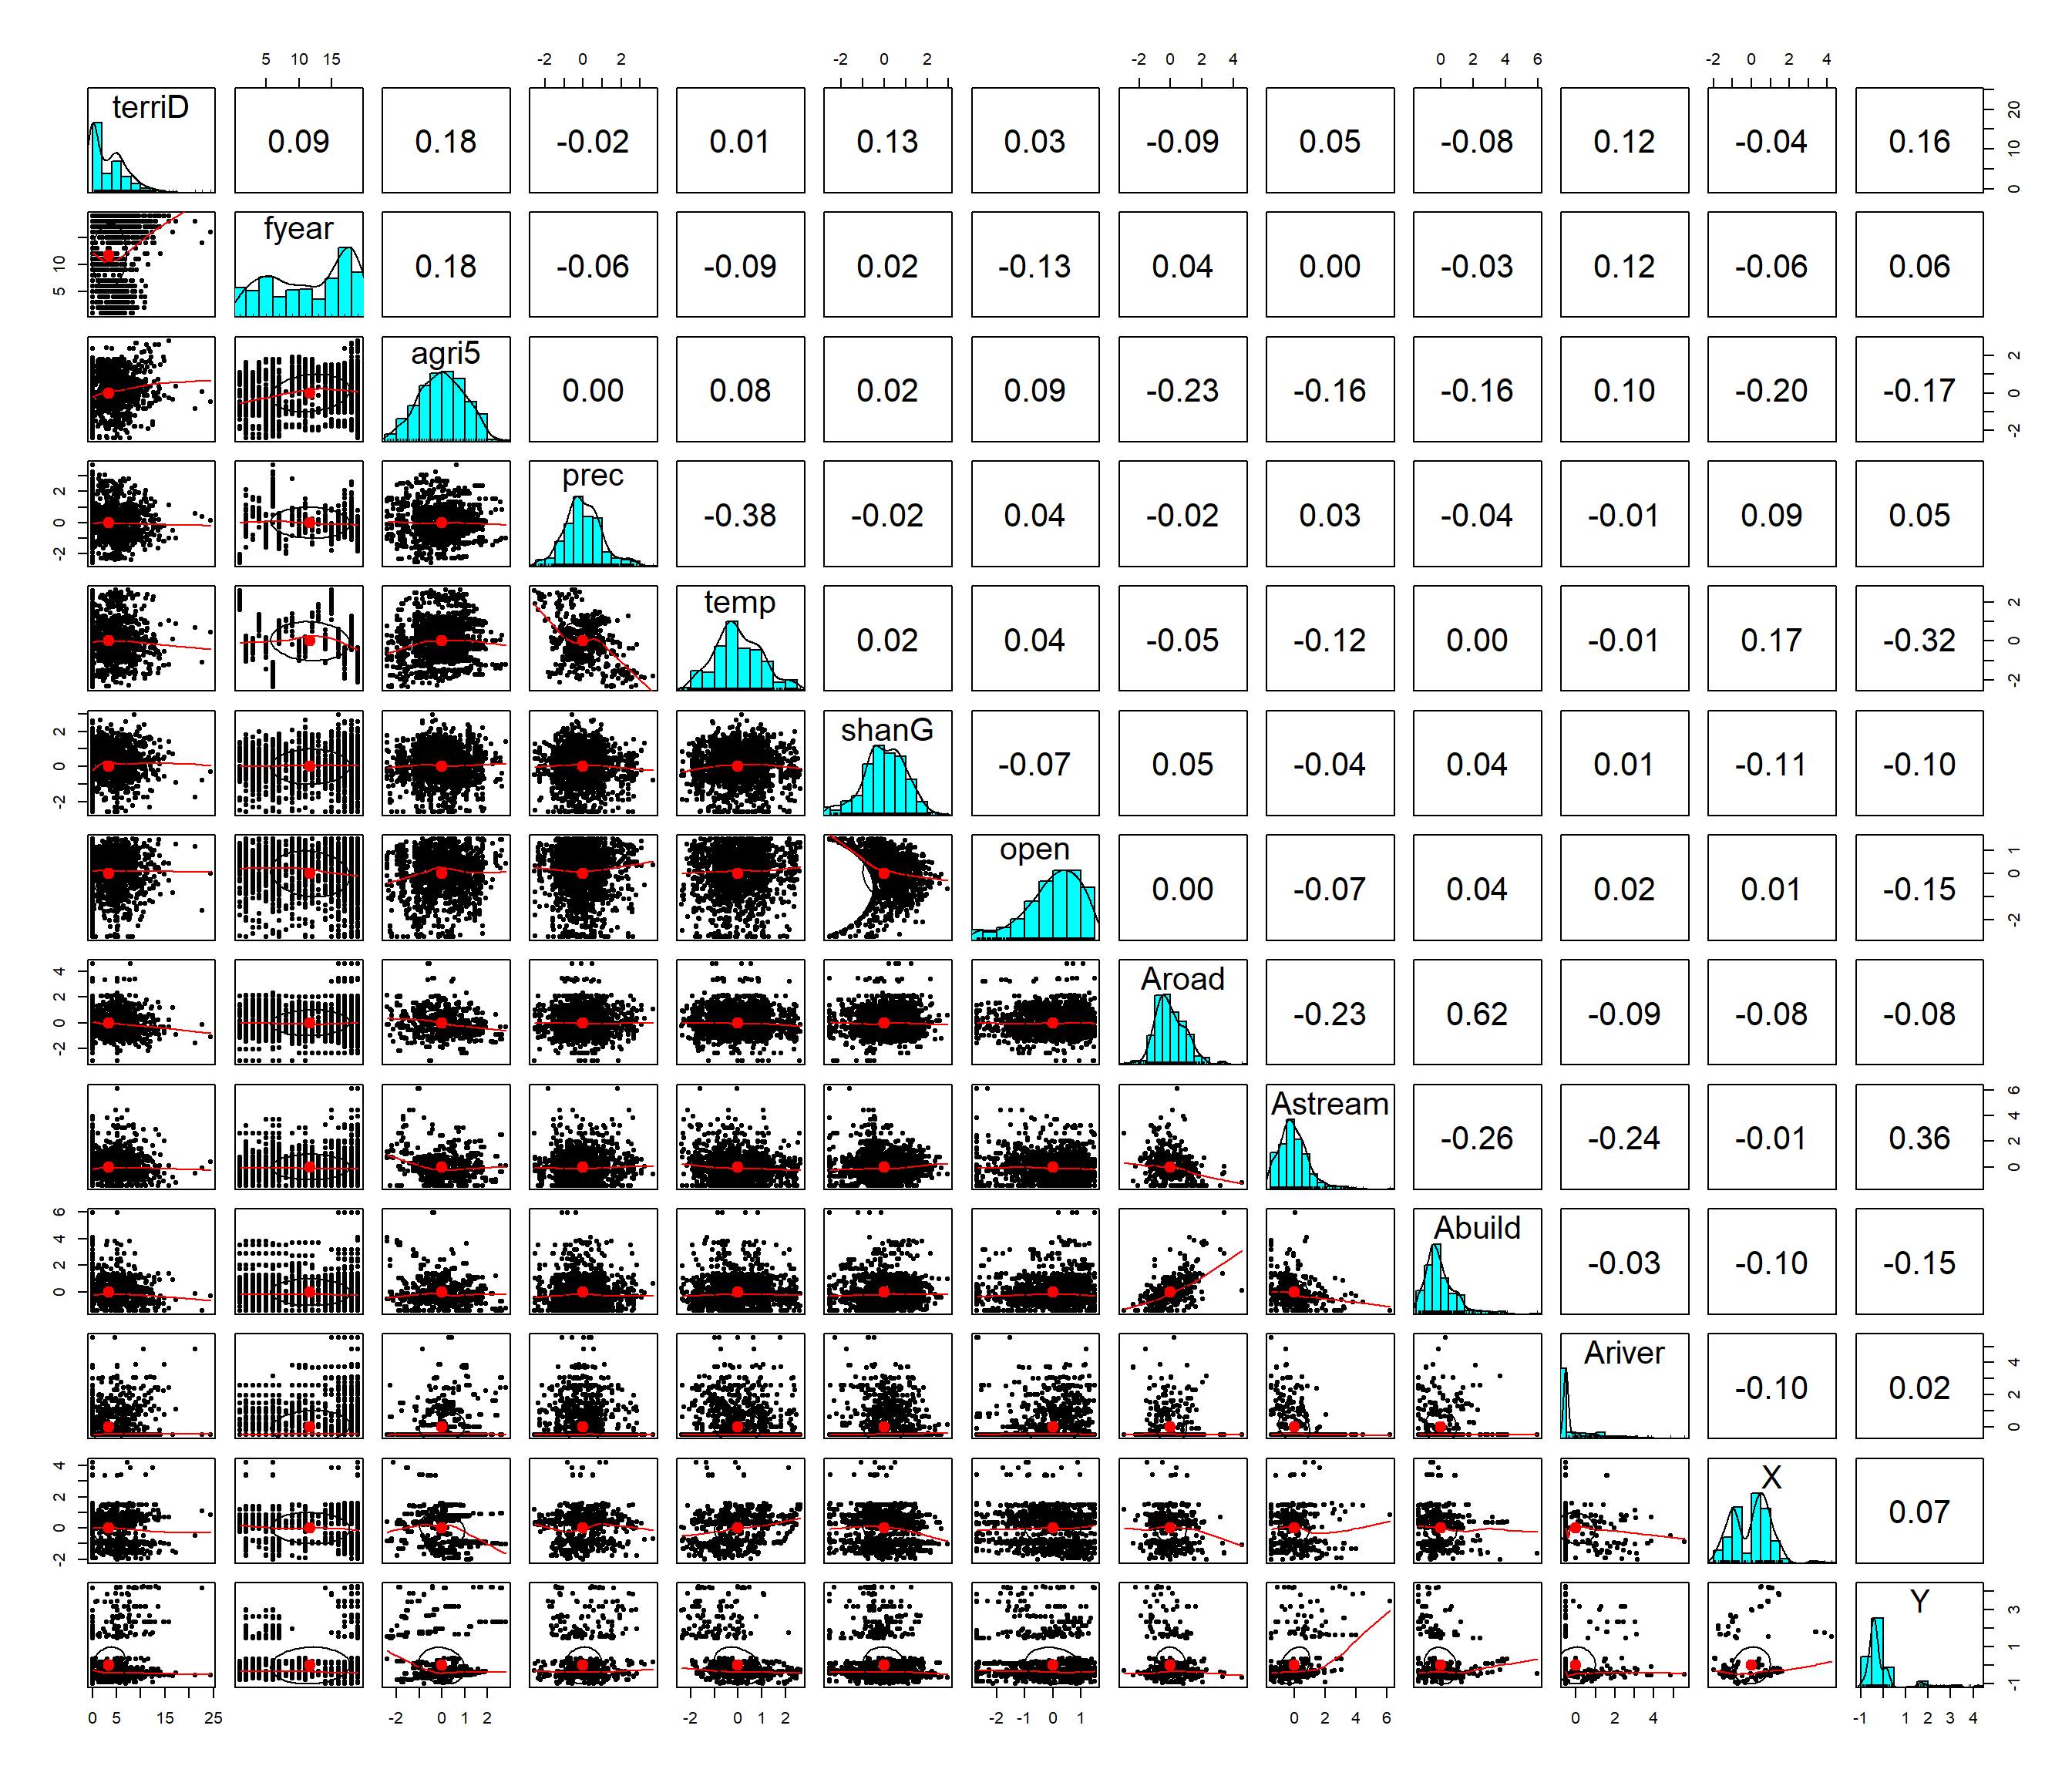 5 10 15 -2 0 2 -2 0 2 -2 0 2 4 0 2 4 6 -2 0 2 4
terriD 0.09 0.18 -0.02 0.01 0.13 0.03 -0.09 0.05 -0.08 0.12 -0.04 0.16 0 10 20
5 10 fyear 0.18 -0.06 -0.09 0.02 -0.13 0.04 0.00 -0.03 0.12 -0.06 0.06
agri5 0.00 0.08 0.02 0.09 -0.23 -0.16 -0.16 0.10 -0.20 -0.17 -2 0 2
-2 0 2 prec -0.38 -0.02 0.04 -0.02 0.03 -0.04 -0.01 0.09 0.05
temp 0.02 0.04 -0.05 -0.12 0.00 -0.01 0.17 -0.32 -2 0 2
-2 0 2 shanG -0.07 0.05 -0.04 0.04 0.01 -0.11 -0.10
open 0.00 -0.07 0.04 0.02 0.01 -0.15 -2 0 1
-2 0 2 4 Aroad -0.23 0.62 -0.09 -0.08 -0.08
Astream -0.26 -0.24 -0.01 0.36 0 2 4 6
0 2 4 6 Abuild -0.03 -0.10 -0.15
Ariver -0.10 0.02 0 2 4
-2 0 2 4 X 0.07
Y -1 1 3
0 5 15 25 -2 0 1 2 -2 0 1 2 -2 -1 0 1 0 2 4 6 0 2 4 -1 1 2 3 4